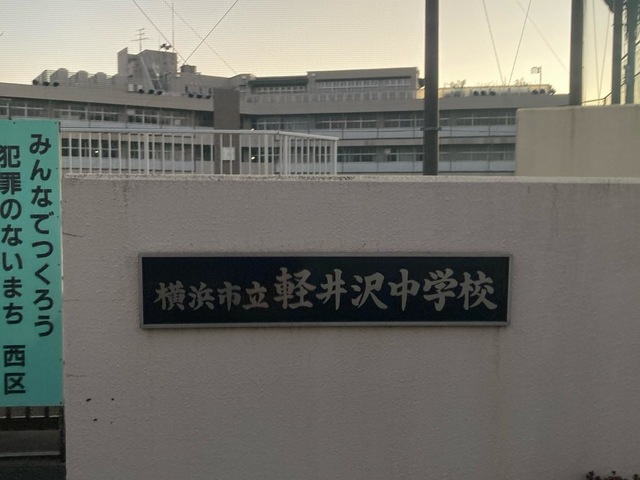 みんなでつくろう
犯罪のないまち 西区
横浜市立軽井沢中学校